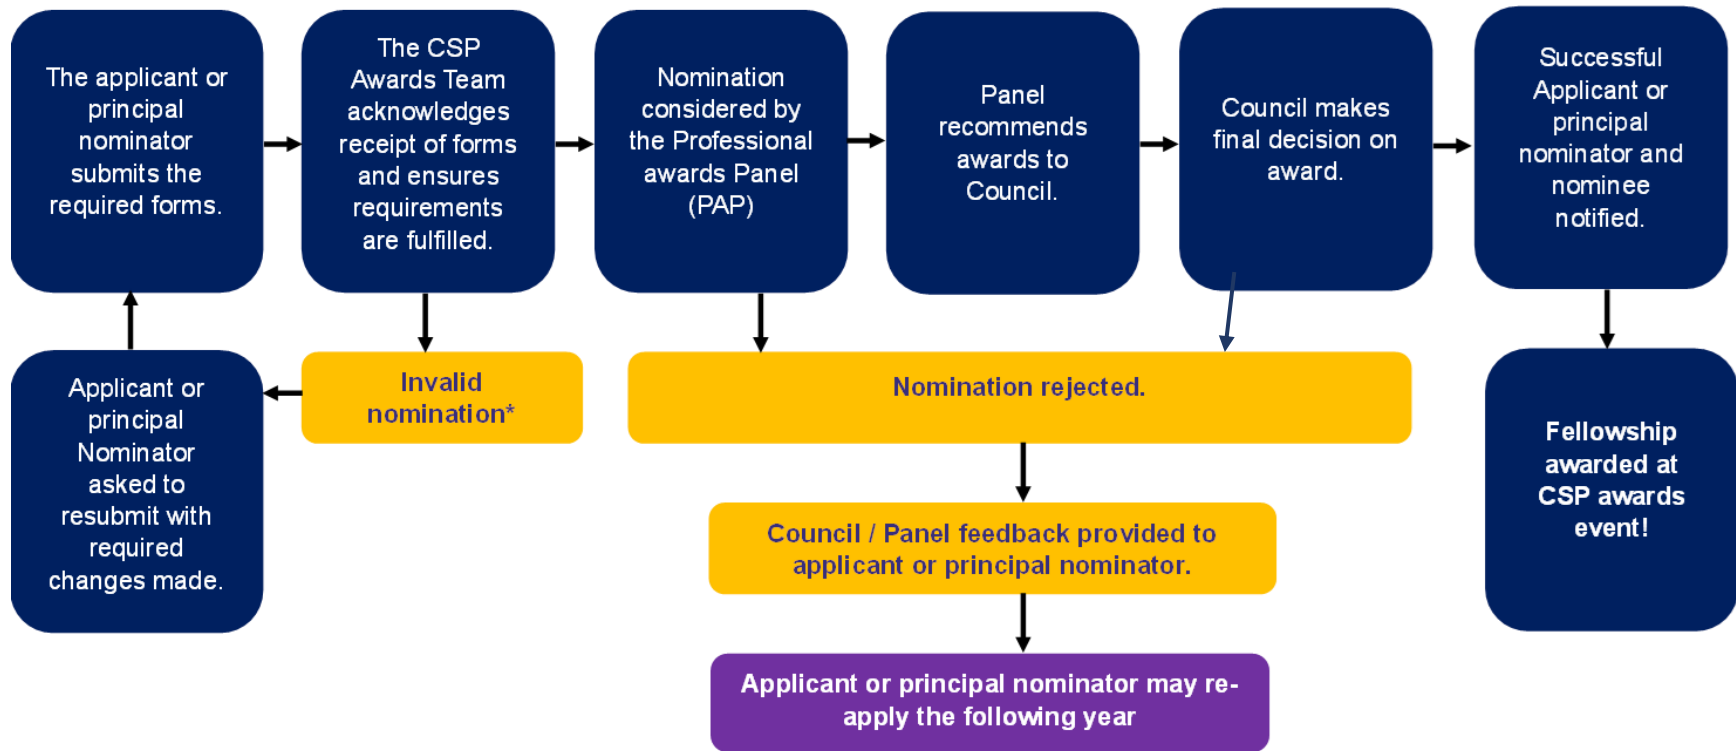 The applicant or
principal
nominator
submits the
required forms.
The CSP
Awards Team
acknowledges
receipt of forms
and ensures
requirements
are fulfilled.
Nomination
considered by
the Professional
awards Panel
(PAP)
Panel
recommends
awards to
Council.
Council makes
final decision on
award.
Successful
Applicant or
principal
nominator and
nominee
notified.
Applicant or
principal
Nominator
asked to
resubmit with
required
changes made.
Invalid
nomination*
Nomination rejected.
Fellowship
awarded at
CSP awards
event!
Council / Panel feedback provided to
applicant or principal nominator.
Applicant or principal nominator may re-
apply the following year